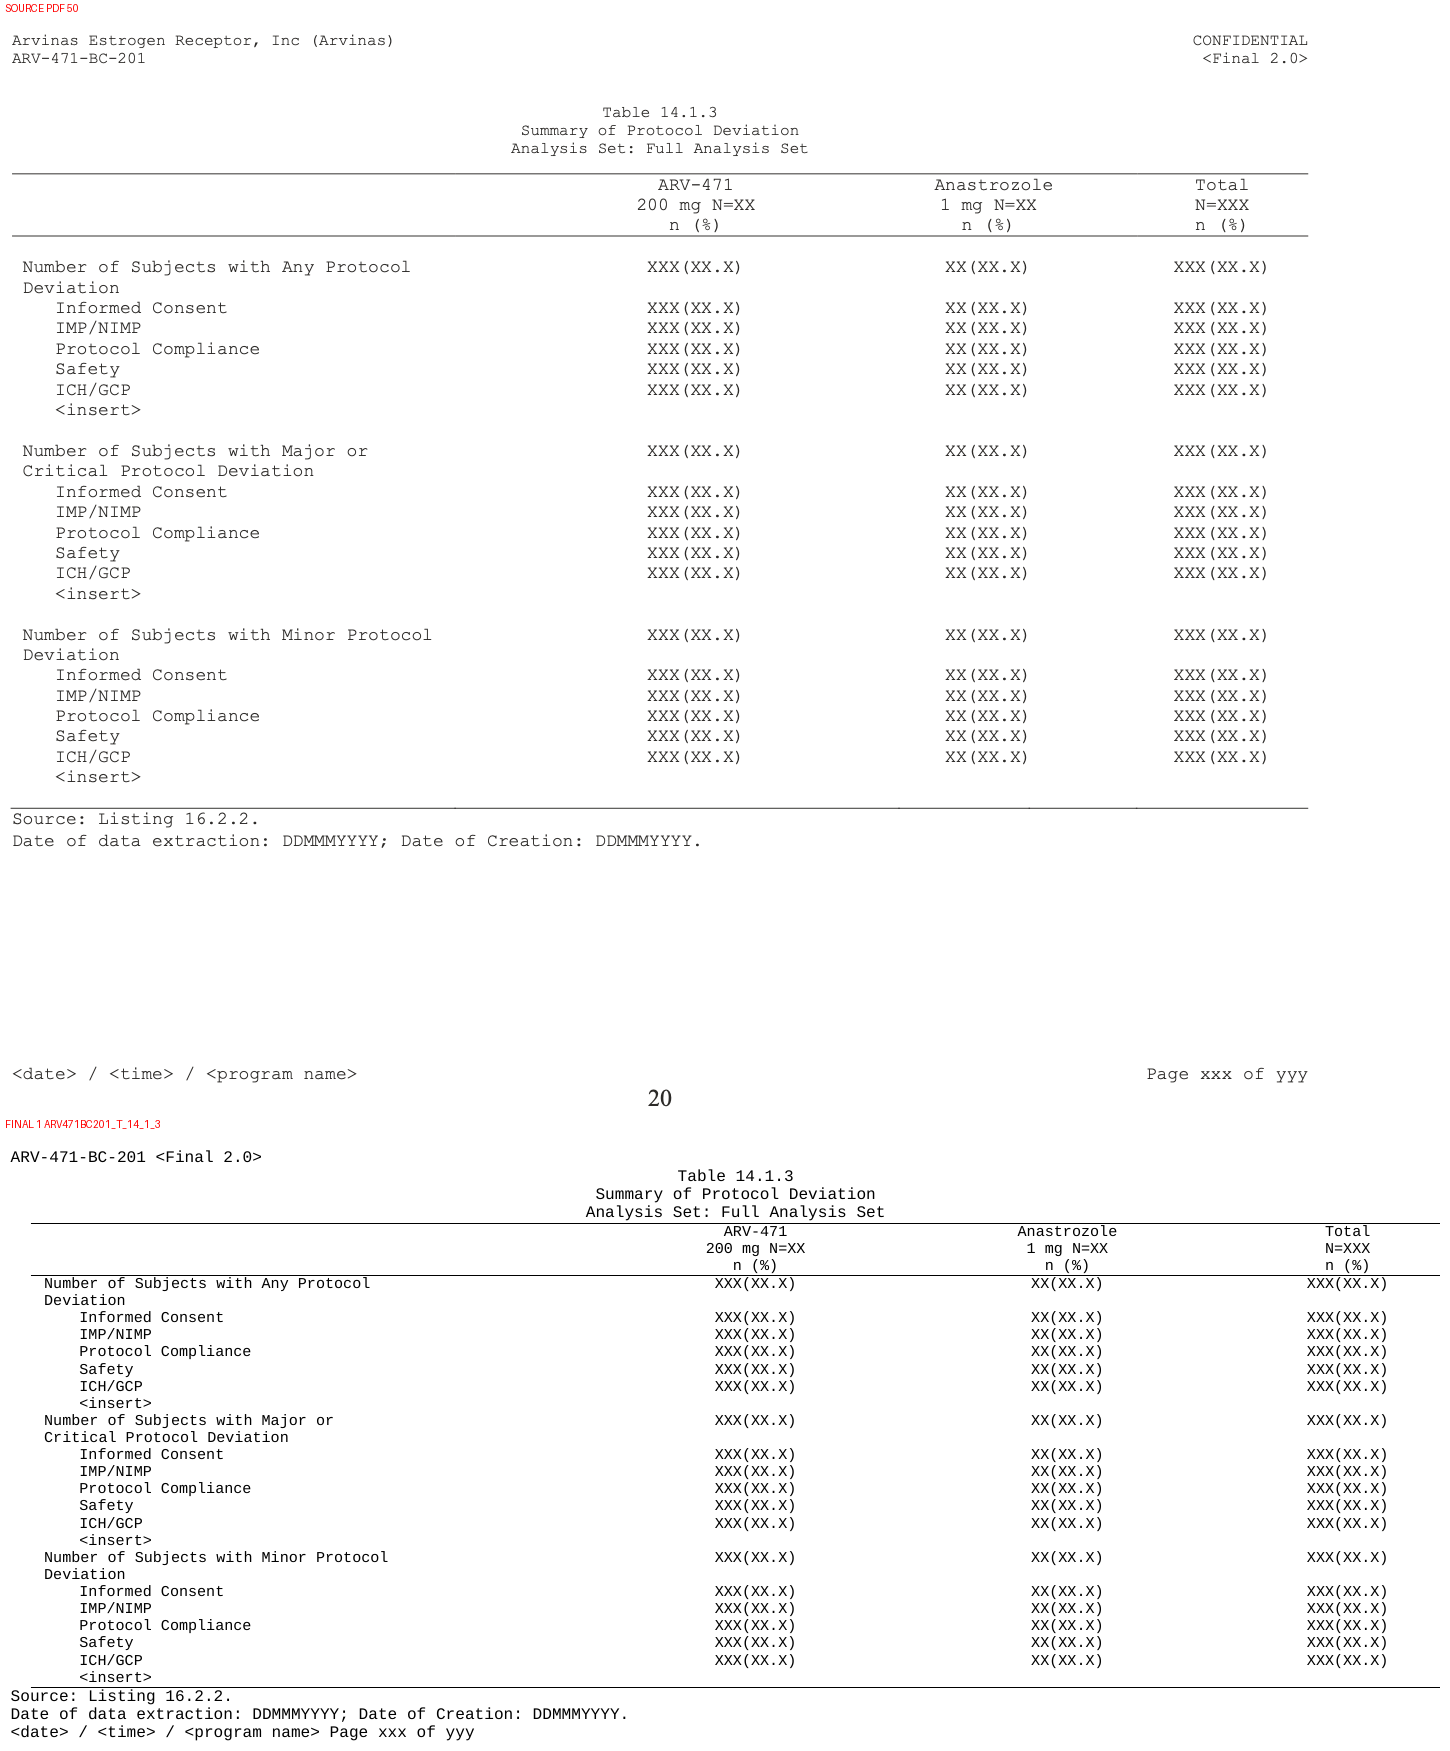 SOURCE PDF 50
Arvinas Estrogen Receptor, Inc (Arvinas) CONFIDENTIAL
ARV-471-BC-201 <Final 2.0>
Table 14.1.3
Summary of Protocol Deviation
Analysis Set: Full Analysis Set
ARV-471 Anastrozole Total
200 mg N=XX 1 mg N=XX N=XXX
n (%) n (%) n (%)
Number of Subjects with Any Protocol XXX(XX.X) XX(XX.X) XXX(XX.X)
Deviation
Informed Consent XXX(XX.X) XX(XX.X) XXX(XX.X)
IMP/NIMP XXX(XX.X) XX(XX.X) XXX(XX.X)
Protocol Compliance XXX(XX.X) XX(XX.X) XXX(XX.X)
Safety XXX(XX.X) XX(XX.X) XXX(XX.X)
ICH/GCP XXX(XX.X) XX(XX.X) XXX(XX.X)
<insert>
Number of Subjects with Major or XXX(XX.X) XX(XX.X) XXX(XX.X)
Critical Protocol Deviation
Informed Consent XXX(XX.X) XX(XX.X) XXX(XX.X)
IMP/NIMP XXX(XX.X) XX(XX.X) XXX(XX.X)
Protocol Compliance XXX(XX.X) XX(XX.X) XXX(XX.X)
Safety XXX(XX.X) XX(XX.X) XXX(XX.X)
ICH/GCP XXX(XX.X) XX(XX.X) XXX(XX.X)
<insert>
Number of Subjects with Minor Protocol XXX(XX.X) XX(XX.X) XXX(XX.X)
Deviation
Informed Consent XXX(XX.X) XX(XX.X) XXX(XX.X)
IMP/NIMP XXX(XX.X) XX(XX.X) XXX(XX.X)
Protocol Compliance XXX(XX.X) XX(XX.X) XXX(XX.X)
Safety XXX(XX.X) XX(XX.X) XXX(XX.X)
ICH/GCP XXX(XX.X) XX(XX.X) XXX(XX.X)
<insert>
Source: Listing 16.2.2.
Date of data extraction: DDMMMYYYY; Date of Creation: DDMMMYYYY.
<date> / <time> / <program name> Page xxx of yyy
20
FINAL 1 ARV471BC201_T_14_1_3
ARV-471-BC-201 <Final 2.0>
Table 14.1.3
Summary of Protocol Deviation
Analysis Set: Full Analysis Set
ARV-471 Anastrozole Total
200 mg N=XX 1 mg N=XX N=XXX
n (%) n (%) n (%)
Number of Subjects with Any Protocol XXX(XX.X) XX(XX.X) XXX(XX.X)
Deviation
Informed Consent XXX(XX.X) XX(XX.X) XXX(XX.X)
IMP/NIMP XXX(XX.X) XX(XX.X) XXX(XX.X)
Protocol Compliance XXX(XX.X) XX(XX.X) XXX(XX.X)
Safety XXX(XX.X) XX(XX.X) XXX(XX.X)
ICH/GCP XXX(XX.X) XX(XX.X) XXX(XX.X)
<insert>
Number of Subjects with Major or XXX(XX.X) XX(XX.X) XXX(XX.X)
Critical Protocol Deviation
Informed Consent XXX(XX.X) XX(XX.X) XXX(XX.X)
IMP/NIMP XXX(XX.X) XX(XX.X) XXX(XX.X)
Protocol Compliance XXX(XX.X) XX(XX.X) XXX(XX.X)
Safety XXX(XX.X) XX(XX.X) XXX(XX.X)
ICH/GCP XXX(XX.X) XX(XX.X) XXX(XX.X)
<insert>
Number of Subjects with Minor Protocol XXX(XX.X) XX(XX.X) XXX(XX.X)
Deviation
Informed Consent XXX(XX.X) XX(XX.X) XXX(XX.X)
IMP/NIMP XXX(XX.X) XX(XX.X) XXX(XX.X)
Protocol Compliance XXX(XX.X) XX(XX.X) XXX(XX.X)
Safety XXX(XX.X) XX(XX.X) XXX(XX.X)
ICH/GCP XXX(XX.X) XX(XX.X) XXX(XX.X)
<insert>
Source: Listing 16.2.2.
Date of data extraction: DDMMMYYYY; Date of Creation: DDMMMYYYY.
<date> / <time> / <program name> Page xxx of yyy